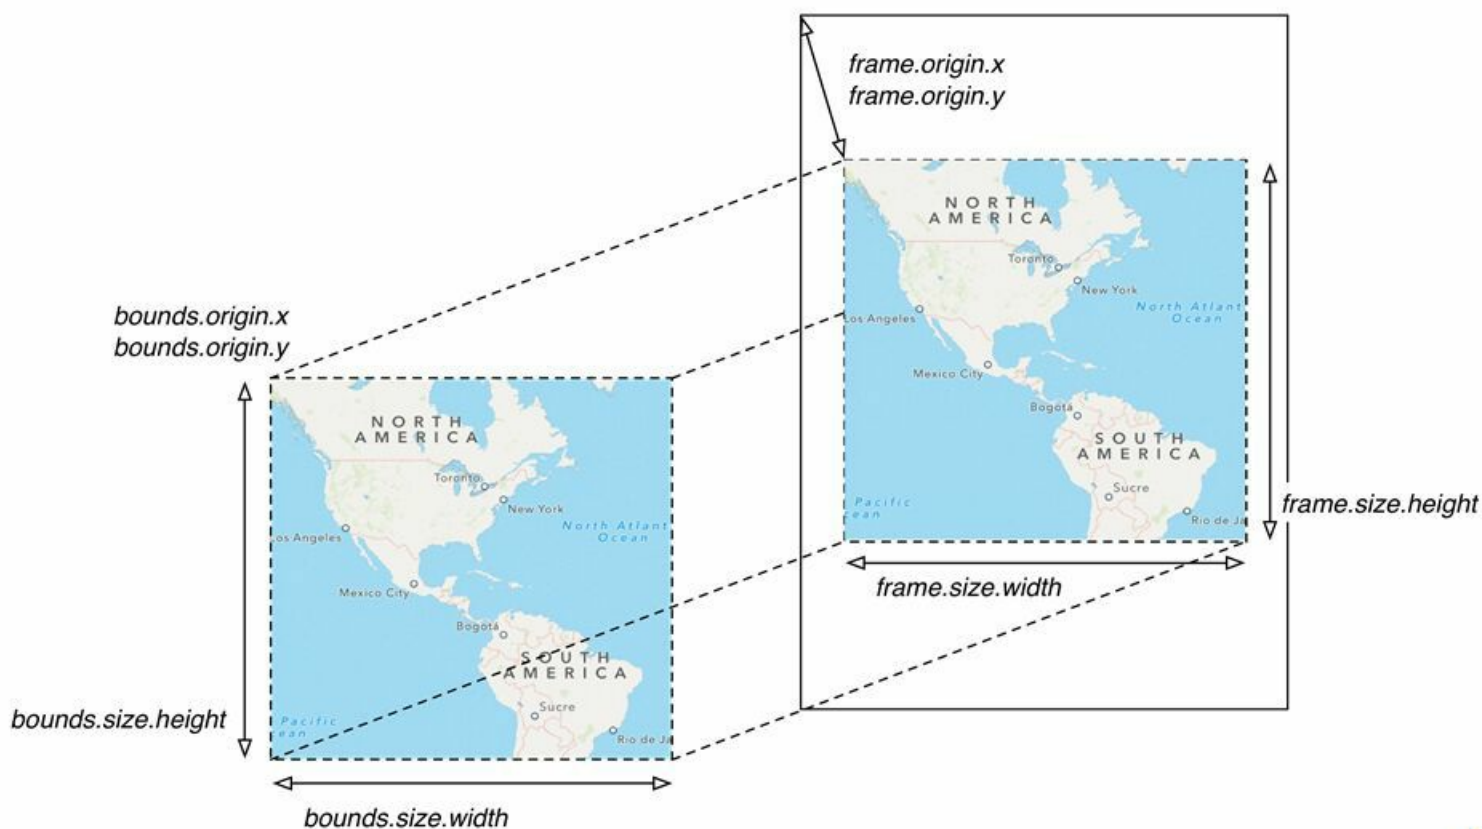 frame.origin.x
frame.origin.y
NORTH
AMERICA
Toronto
New York
North Atlant
Ocean
Los Angeles
Mexico City
Bogotá
SOUTH
AMERICA
Sucre
Pacific
ean
Rio de Ja
frame.size.height
frame.size.width
bounds.origin.x
bounds.origin.y
NORTH
AMERICA
Toronto
New York
North Atlant
Ocean
os Angeles
Mexico City
Bogotá
SOUTH
AMERICA
Sucre
Pacific
ean
Rio de Ja
bounds.size.height
bounds.size.width